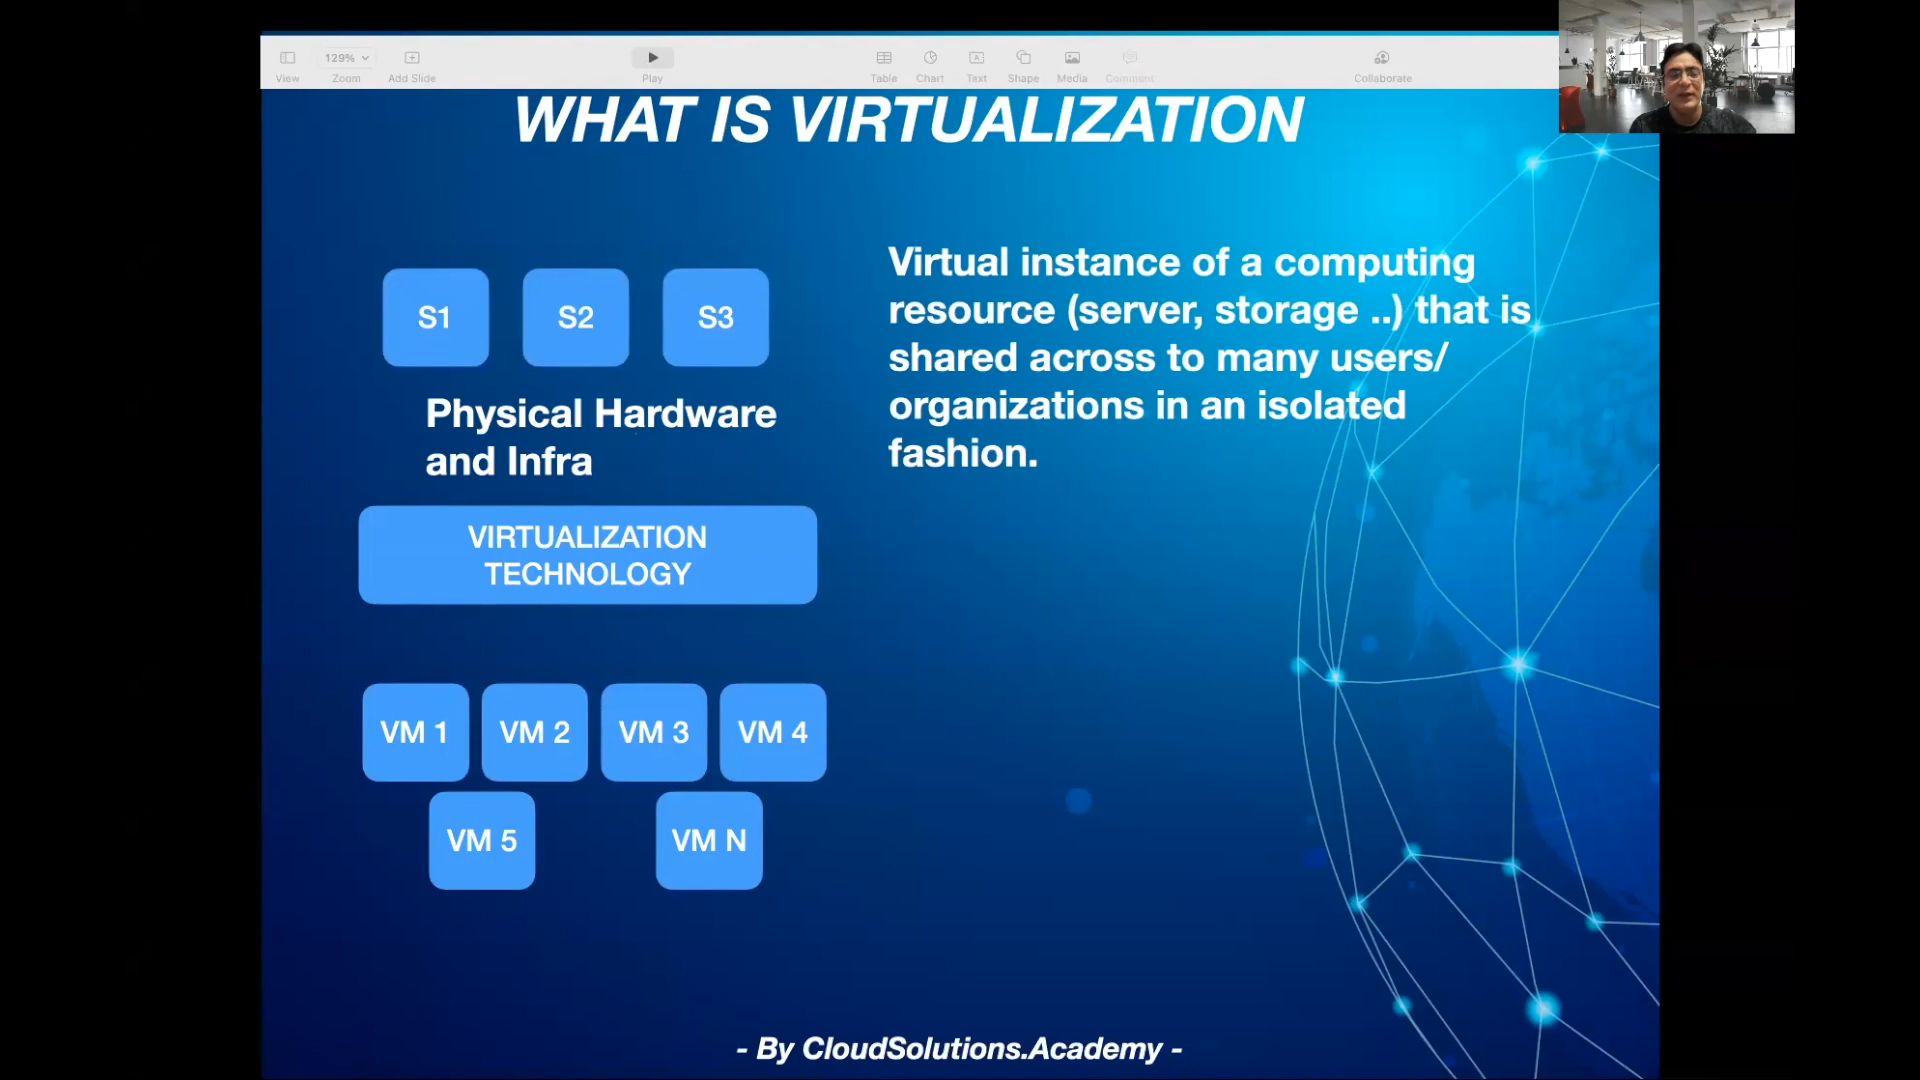 129%
View
Zoom
Add Slide
Play
Table
Chart
Text
Shape
Media
Comment
Collaborate
WHAT IS VIRTUALIZATION
S1
S2
S3
Physical Hardware
and Infra
VIRTUALIZATION
TECHNOLOGY
VM 1
VM 2
VM 3
VM 4
VM 5
VM N
Virtual instance of a computing
resource (server, storage ..) that is
shared across to many users/
organizations in an isolated
fashion.
- By CloudSolutions.Academy -